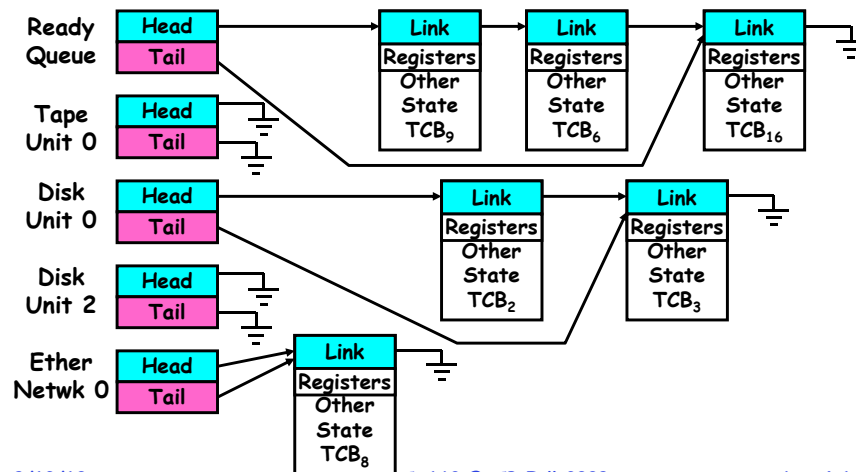 Ready Queue
Head
Tail
Link
Registers
Other
State
TCB9
Link
Registers
Other
State
TCB6
Link
Registers
Other
State
TCB16
Tape Unit 0
Head
Tail
Disk Unit 0
Head
Tail
Link
Registers
Other
State
TCB2
Link
Registers
Other
State
TCB3
Disk Unit 2
Head
Tail
Ether Netwk 0
Head
Tail
Link
Registers
Other
State
TCB8